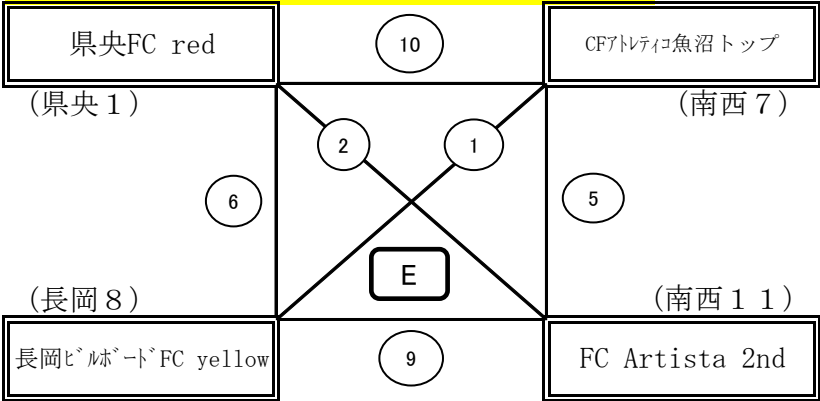 県央FC red
10
CFｱﾄﾚﾃｨｺ魚沼トップ
(県央１)
(南西７)
2
1
6
5
E
(長岡８)
(南西１１)
長岡ﾋﾞﾙﾎﾞｰﾄﾞFC yellow
9
FC Artista 2nd